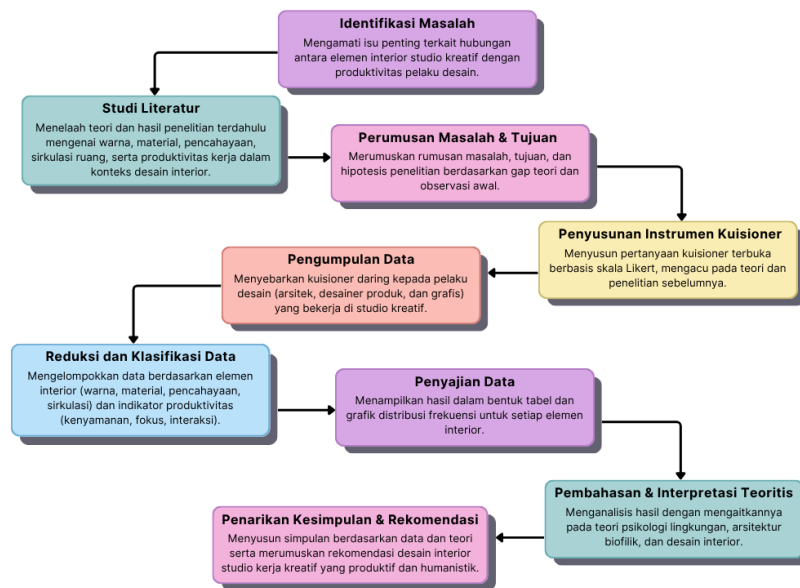 Identifikasi Masalah
Mengamati isu penting terkait hubungan
antara elemen interior studio kreatif dengan
produktivitas pelaku desain.
Studi Literatur
Menelaah teori dan hasil penelitian terdahulu
mengenai warna, material, pencahayaan,
sirkulasi ruang, serta produktivitas kerja dalam
konteks desain interior.
Perumusan Masalah & Tujuan
Merumuskan rumusan masalah, tujuan, dan
hipotesis penelitian berdasarkan gap teori dan
observasi awal.
Penyusunan Instrumen Kuisioner
Menyusun pertanyaan kuisioner terbuka
berbasis skala Likert, mengacu pada teori dan
penelitian sebelumnya.
Pengumpulan Data
Menyebarkan kuisioner daring kepada pelaku
desain (arsitek, desainer produk, dan grafis)
yang bekerja di studio kreatif.
Reduksi dan Klasifikasi Data
Mengelompokkan data berdasarkan elemen
interior (warna, material, pencahayaan,
sirkulasi) dan indikator produktivitas
(kenyamanan, fokus, interaksi).
Penyajian Data
Menampilkan hasil dalam bentuk tabel dan
grafik distribusi frekuensi untuk setiap elemen
interior.
Pembahasan & Interpretasi Teoritis
Menganalisis hasil dengan mengaitkannya
pada teori psikologi lingkungan, arsitektur
biofilik, dan desain interior.
Penarikan Kesimpulan & Rekomendasi
Menyusun simpulan berdasarkan data dan teori
serta merumuskan rekomendasi desain interior
studio kerja kreatif yang produktif dan humanistik.